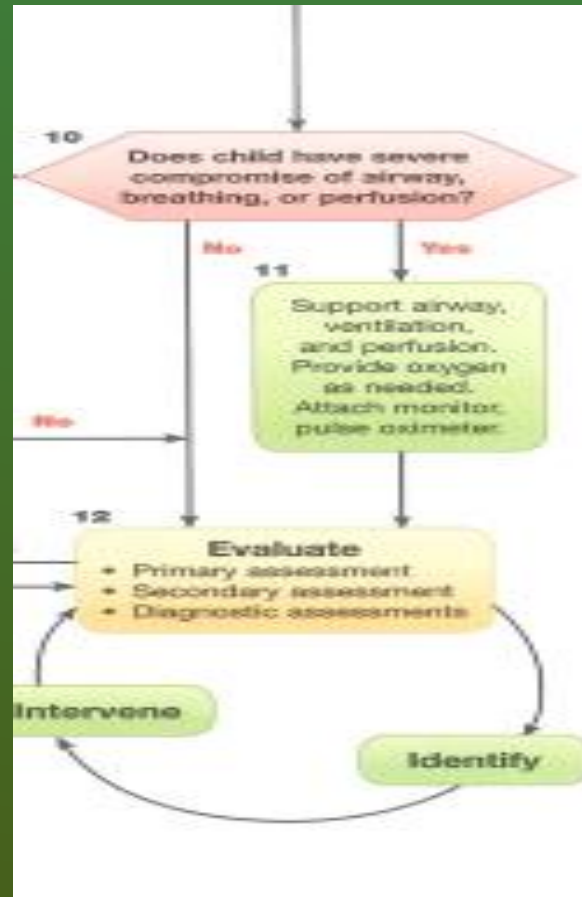 10
Does child have severe
compromise of airway,
breathing, or perfusion?
No
Yes
11
Support airway,
ventilation,
and perfusion.
Provide oxygen
as needed.
Attach monitor,
pulse oximeter.
No
12
Evaluate
• Primary assessment
• Secondary assessment
• Diagnostic assessments
Intervene
Identify